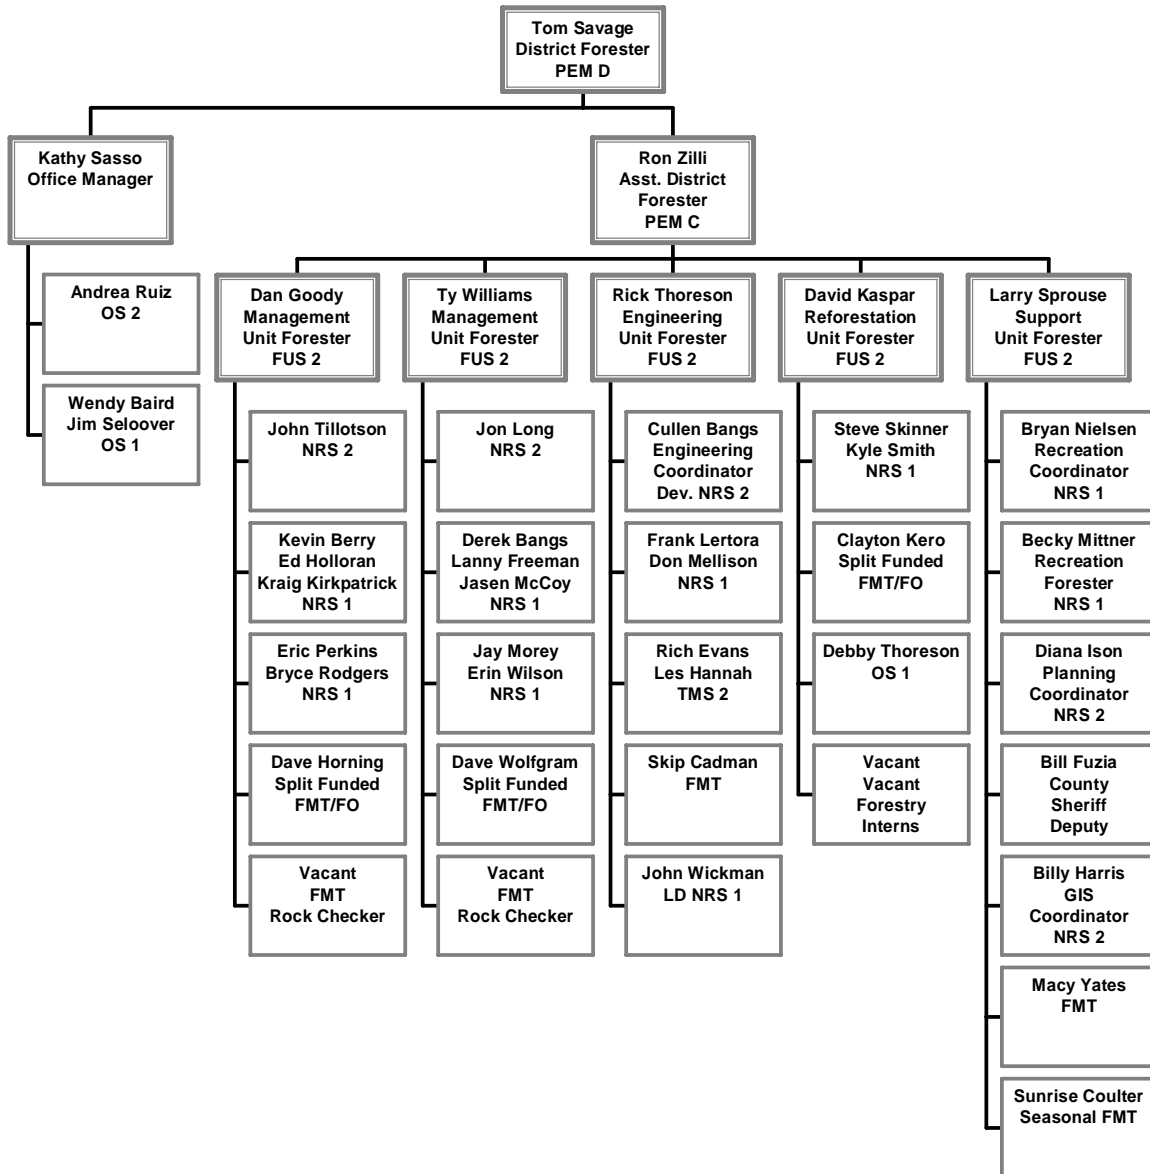 Tom Savage
District Forester
PEM D
Kathy Sasso
Office Manager
Ron Zilli
Asst. District
Forester
PEM C
Andrea Ruiz
OS 2
Wendy Baird
Jim Seloover
OS 1
Dan Goody
Management
Unit Forester
FUS 2
John Tillotson
NRS 2
Kevin Berry
Ed Holloran
Kraig Kirkpatrick
NRS 1
Eric Perkins
Bryce Rodgers
NRS 1
Dave Horning
Split Funded
FMT/FO
Vacant
FMT
Rock Checker
Ty Williams
Management
Unit Forester
FUS 2
Jon Long
NRS 2
Derek Bangs
Lanny Freeman
Jasen McCoy
NRS 1
Jay Morey
Erin Wilson
NRS 1
Dave Wolfgram
Split Funded
FMT/FO
Vacant
FMT
Rock Checker
Rick Thoreson
Engineering
Unit Forester
FUS 2
Cullen Bangs
Engineering
Coordinator
Dev. NRS 2
Frank Lertora
Don Mellison
NRS 1
Rich Evans
Les Hannah
TMS 2
Skip Cadman
FMT
John Wickman
LD NRS 1
David Kaspar
Reforestation
Unit Forester
FUS 2
Steve Skinner
Kyle Smith
NRS 1
Clayton Kero
Split Funded
FMT/FO
Debby Thoreson
OS 1
Vacant
Vacant
Forestry
Interns
Larry Sprouse
Support
Unit Forester
FUS 2
Bryan Nielsen
Recreation
Coordinator
NRS 1
Becky Mittner
Recreation
Forester
NRS 1
Diana Ison
Planning
Coordinator
NRS 2
Bill Fuzia
County
Sheriff
Deputy
Billy Harris
GIS
Coordinator
NRS 2
Macy Yates
FMT
Sunrise Coulter
Seasonal FMT